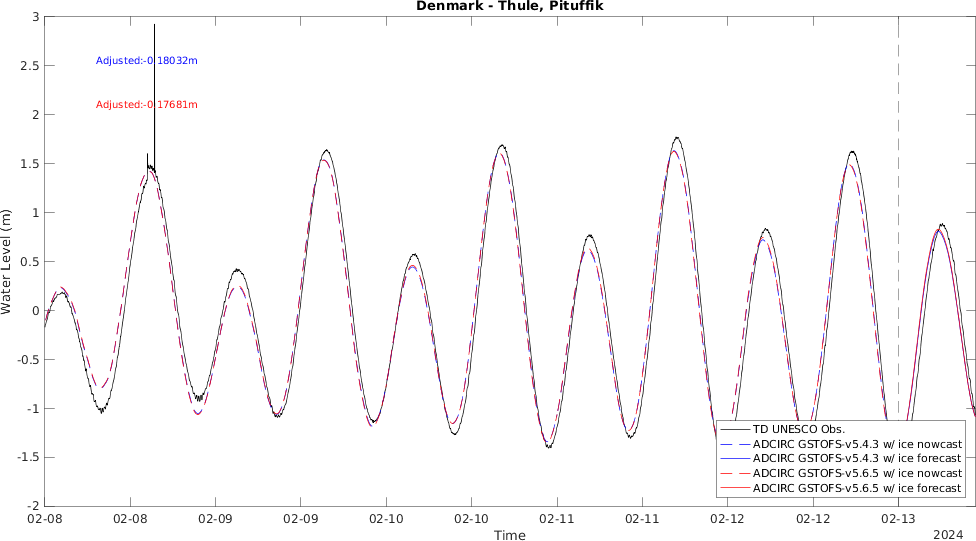 Denmark - Thule, Pituffik
3
2.5
2
1.5
1
0.5
0
-0.5
-1
-1.5
-2
Water Level (m)
Adjusted:-0.18032m
Adjusted:-0.17681m
TD UNESCO Obs.
ADCIRC GSTOFS-v5.4.3 w/ ice nowcast
ADCIRC GSTOFS-v5.4.3 w/ ice forecast
ADCIRC GSTOFS-v5.6.5 w/ ice nowcast
ADCIRC GSTOFS-v5.6.5 w/ ice forecast
02-08 02-08 02-09 02-09 02-10 02-10 02-11 02-11 02-12 02-12 02-13
Time
2024